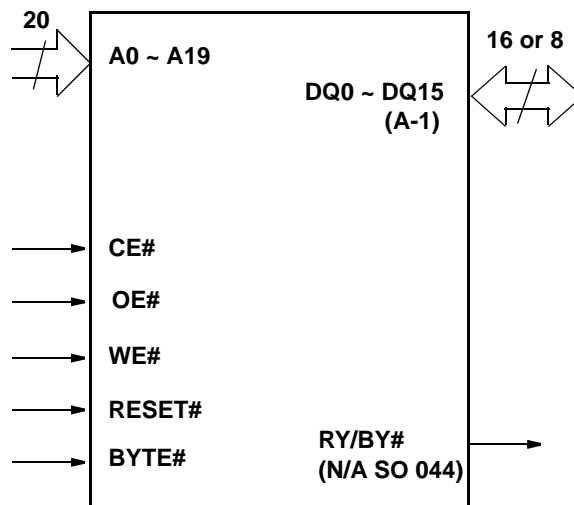 20
A0 ~ A19
16 or 8
DQ0 ~ DQ15
(A-1)
CE#
OE#
WE#
RESET#
BYTE#
RY/BY#
(N/A SO 044)